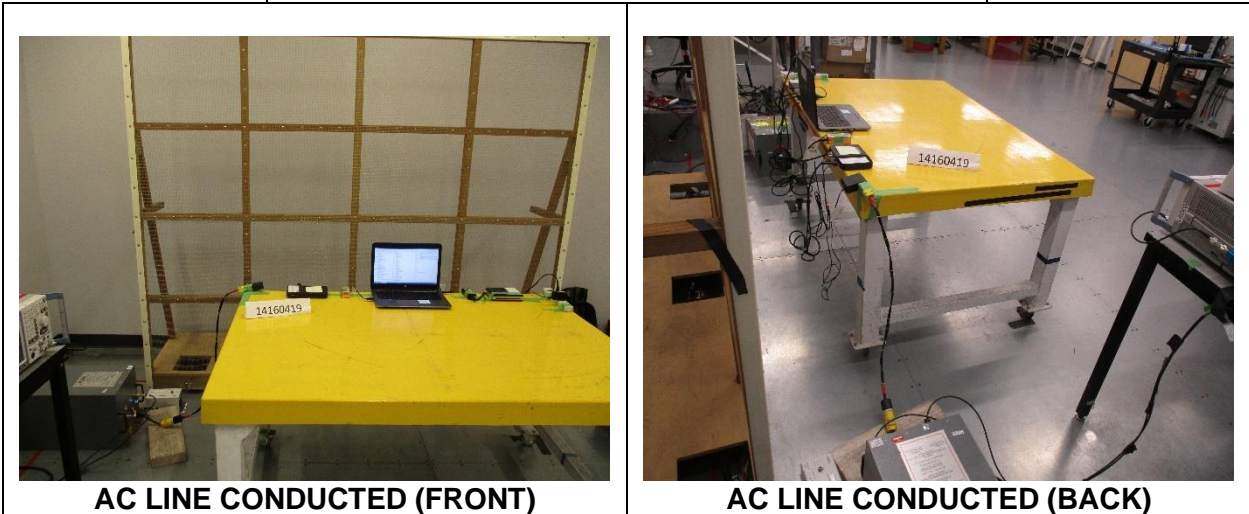 14160419
14160419
AC LINE CONDUCTED (FRONT)
AC LINE CONDUCTED (BACK)